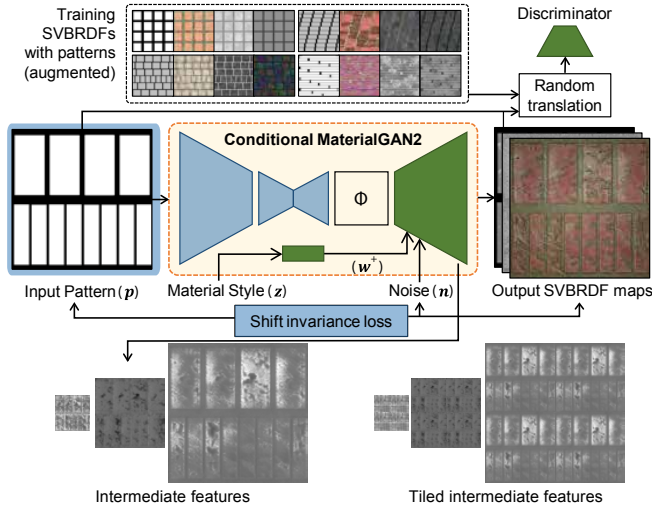 Training
SVBRDFs
with patterns
(augmented)
Discriminator
Random
translation
Conditional MaterialGAN2
Φ
(w⁺)
Input Pattern (p)
Material Style (z)
Noise (n)
Output SVBRDF maps
Shift invariance loss
Intermediate features
Tiled intermediate features